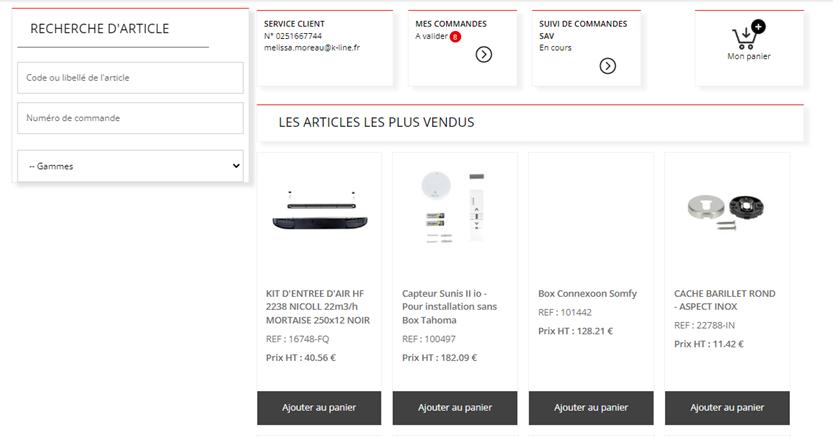 RECHERCHE D'ARTICLE
Code ou libellé de l'article
Numéro de commande
-- Gammes
SERVICE CLIENT
N° 0251667744
melissa.moreau@k-line.fr
MES COMMANDES
A valider 8
SUIVI DE COMMANDES
SAV
En cours
Mon panier
LES ARTICLES LES PLUS VENDUS
KIT D'ENTREE D'AIR HF
2238 NICOLL 22m3/h
MORTAISE 250x12 NOIR
REF : 16748-FQ
Prix HT : 40.56 €
Ajouter au panier
Capteur Sunis II io -
Pour installation sans
Box Tahoma
REF : 100497
Prix HT : 182.09 €
Ajouter au panier
Box Connexoon Somfy
REF : 101442
Prix HT : 128.21 €
Ajouter au panier
CACHE BARILLET ROND
- ASPECT INOX
REF : 22788-IN
Prix HT : 11.42 €
Ajouter au panier